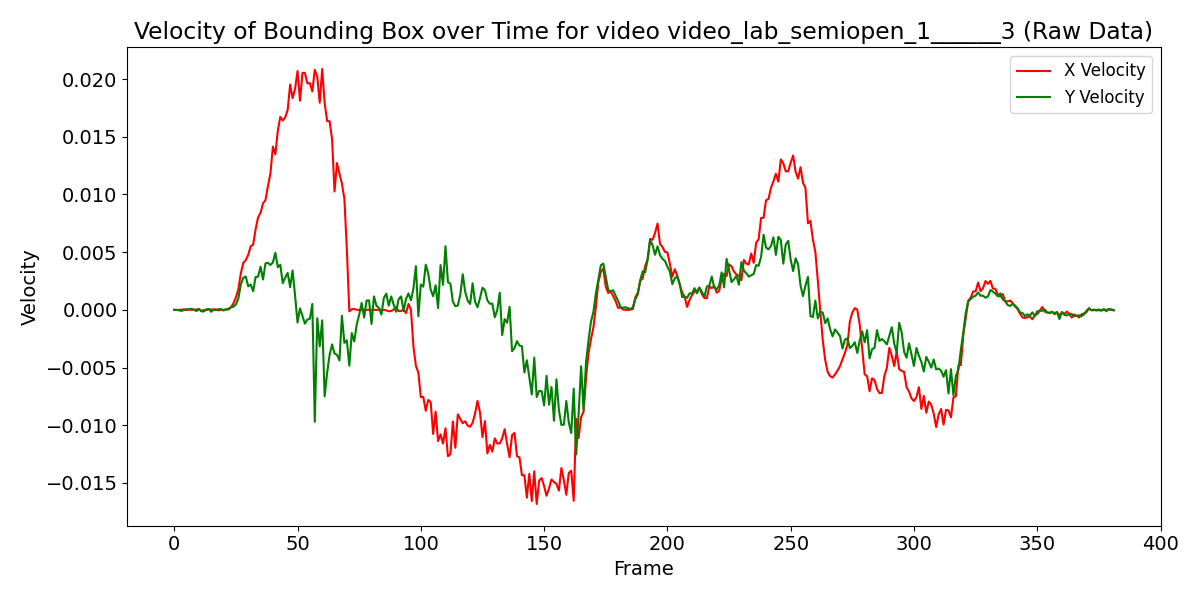 Velocity of Bounding Box over Time for video video_lab_semiopen_1______3 (Raw Data)
X Velocity
Y Velocity
0.020
0.015
0.010
0.005
0.000
−0.005
−0.010
−0.015
Velocity
0 50 100 150 200 250 300 350 400
Frame